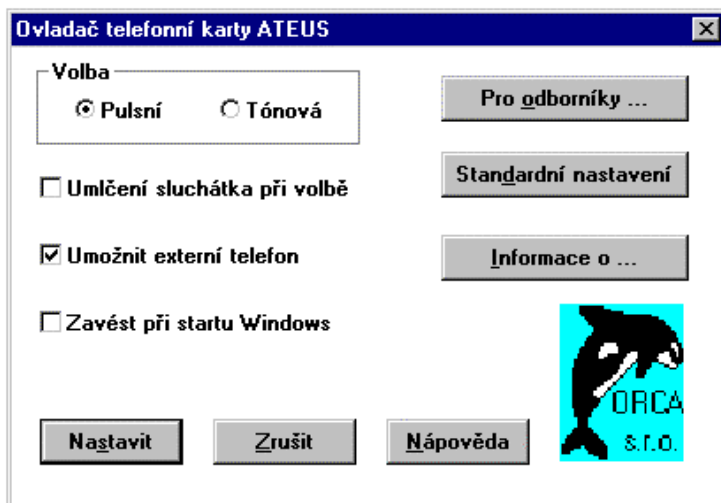 Ovladač telefonní karty ATEUS
Volba
Pulsní
Tónová
Pro odborníky ...
Umlčení sluchátka při volbě
Standardní nastavení
Umožnit externí telefon
Informace o ...
Zavést při startu Windows
ORCA
s.r.o.
Nastavit
Zrušit
Nápověda